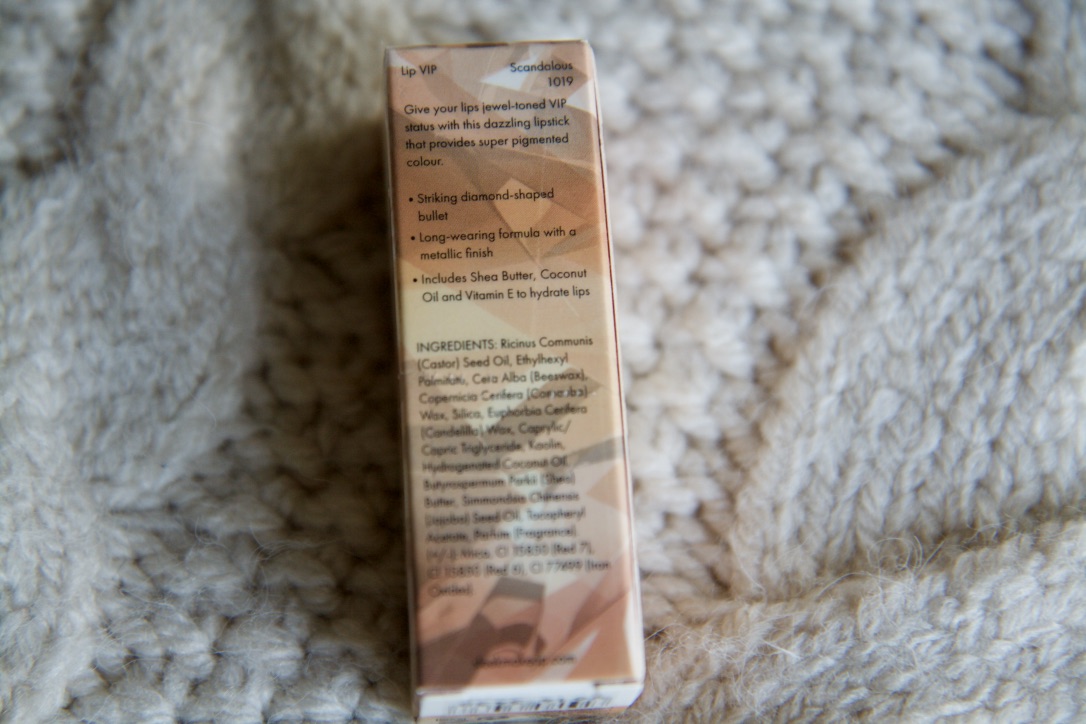 Lip VIP Scandalous
1019
Give your lips jewel-toned VIP
status with this dazzling lipstick
that provides super pigmented
colour.
• Striking diamond-shaped
bullet
• Long-wearing formula with a
metallic finish
• Includes Shea Butter, Coconut
Oil and Vitamin E to hydrate lips
INGREDIENTS: Ricinus Communis
(Castor) Seed Oil, Ethylhexyl
Palmitate, Cera Alba (Beeswax),
Copernicia Cerifera (Carnauba)
Wax, Silica, Euphorbia Cerifera
(Candelilla) Wax, Caprylic/
Capric Triglyceride, Kaolin,
Hydrogenated Coconut Oil,
Butyrospermum Parkii (Shea)
Butter, Simmondsia Chinensis
(Jojoba) Seed Oil, Tocopheryl
Acetate, Parfum (Fragrance),
(+/-): Mica, CI 15850 (Red 7),
CI 15850 (Red 6), CI 77499 (Iron
Oxides)